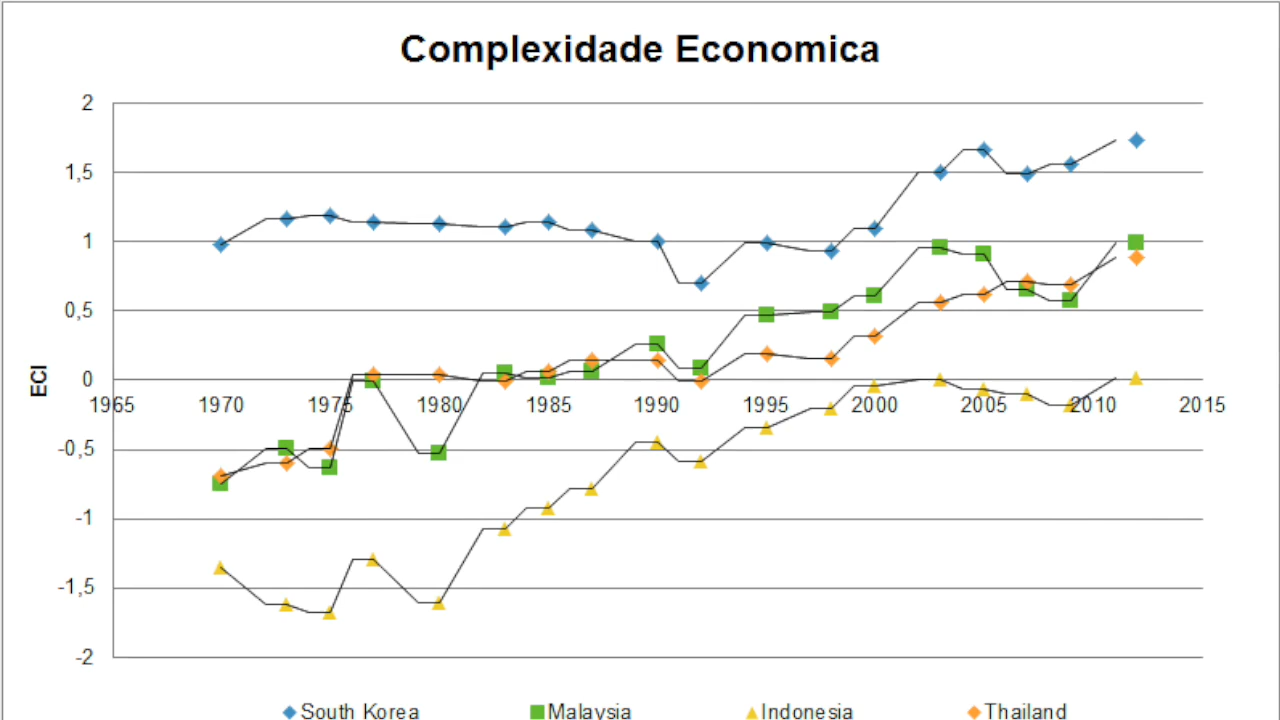 Complexidade Economica
2
1,5
1
0,5
0
-0,5
-1
-1,5
-2
ECI
1965 1970 1975 1980 1985 1990 1995 2000 2005 2010 2015
South Korea Malaysia Indonesia Thailand